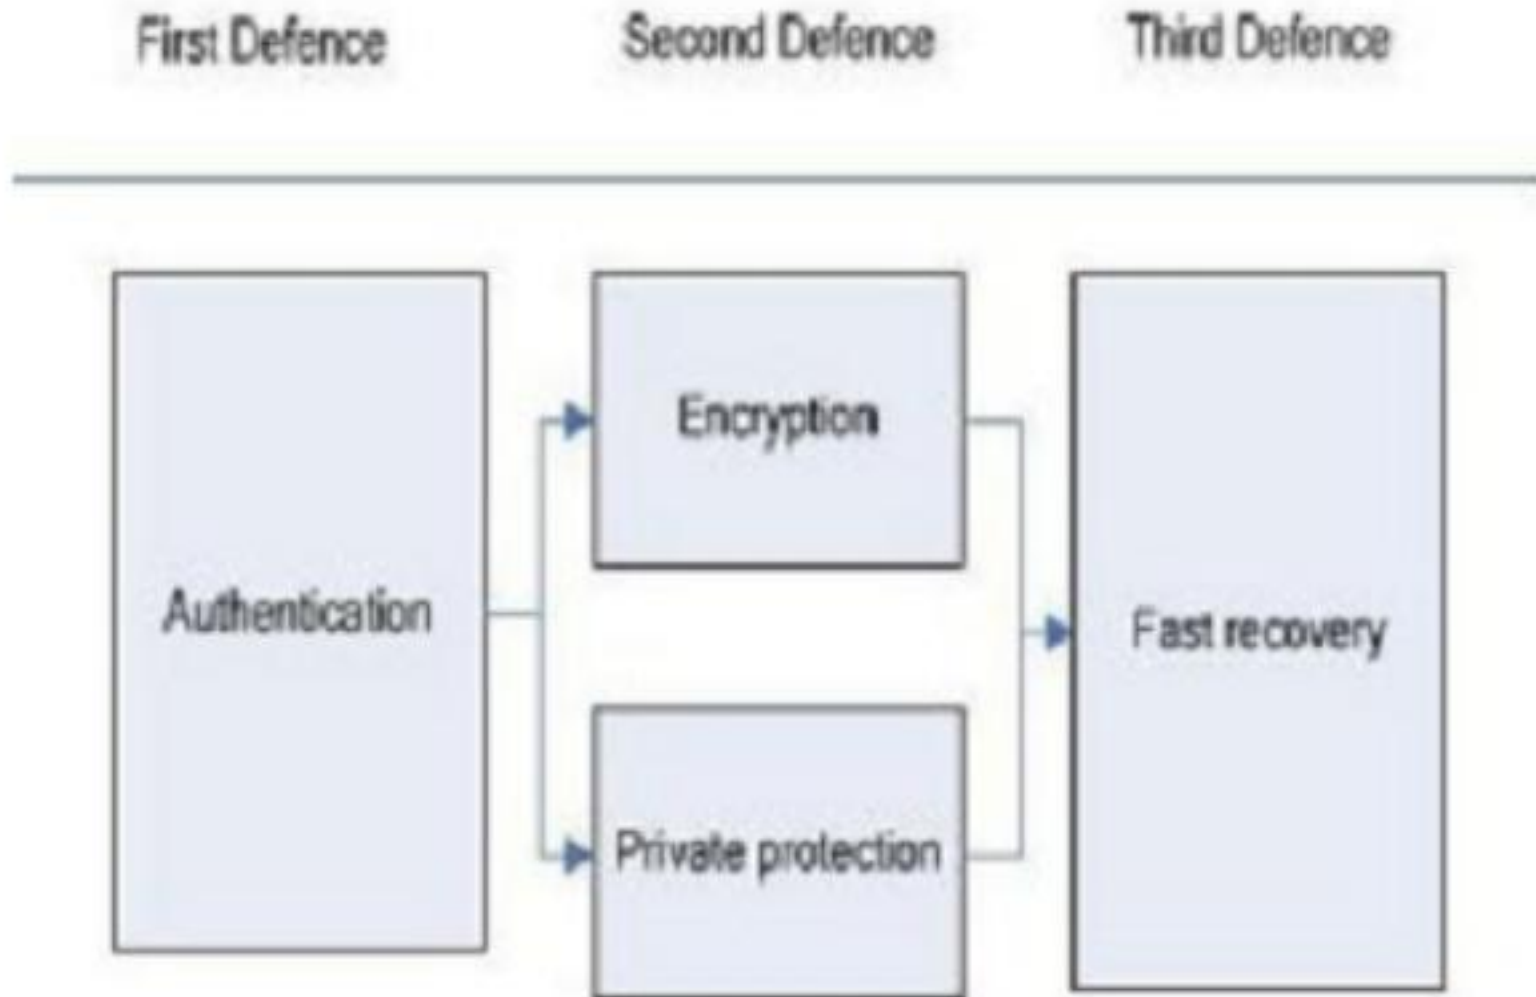 First Defence
Second Defence
Third Defence
Authentication
Encryption
Private protection
Fast recovery